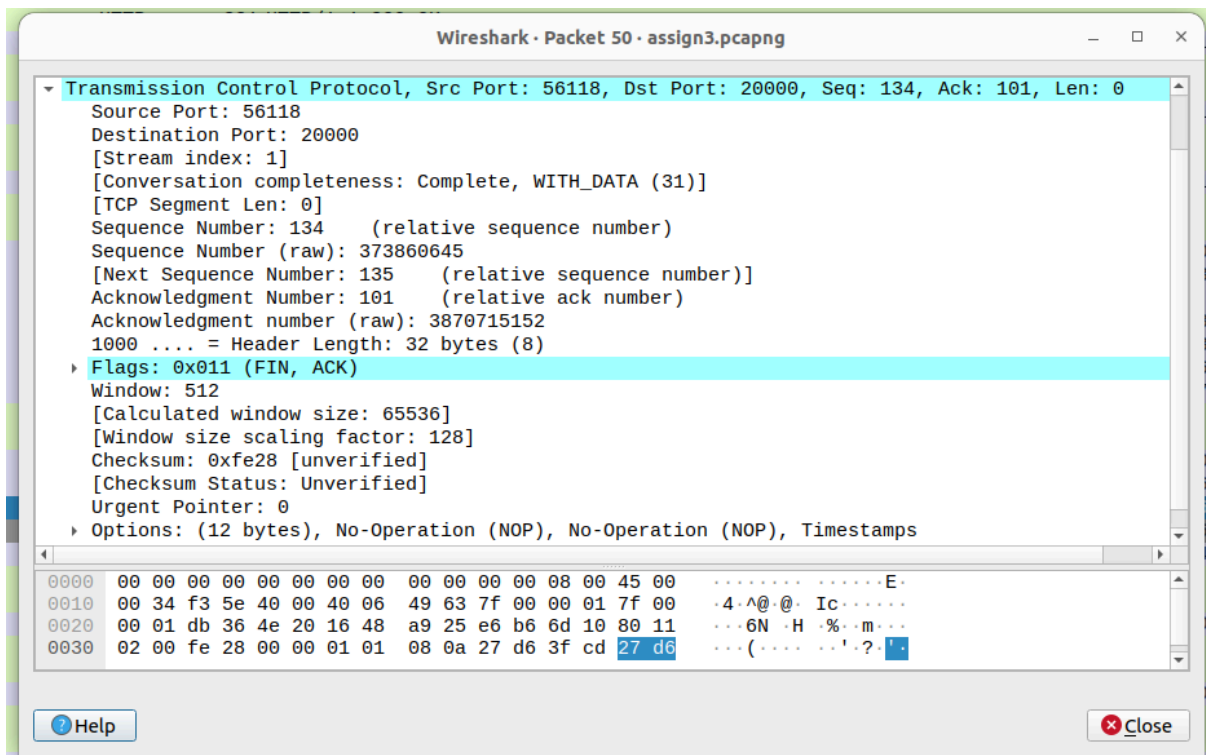 Wireshark · Packet 50 · assign3.pcapng
Transmission Control Protocol, Src Port: 56118, Dst Port: 20000, Seq: 134, Ack: 101, Len: 0
Source Port: 56118
Destination Port: 20000
[Stream index: 1]
[Conversation completeness: Complete, WITH_DATA (31)]
[TCP Segment Len: 0]
Sequence Number: 134    (relative sequence number)
Sequence Number (raw): 373860645
[Next Sequence Number: 135    (relative sequence number)]
Acknowledgment Number: 101    (relative ack number)
Acknowledgment number (raw): 3870715152
1000 .... = Header Length: 32 bytes (8)
Flags: 0x011 (FIN, ACK)
Window: 512
[Calculated window size: 65536]
[Window size scaling factor: 128]
Checksum: 0xfe28 [unverified]
[Checksum Status: Unverified]
Urgent Pointer: 0
Options: (12 bytes), No-Operation (NOP), No-Operation (NOP), Timestamps
0000  00 00 00 00 00 00 00 00  00 00 00 00 08 00 45 00  ········ ······E·
0010  00 34 f3 5e 40 00 40 06  49 63 7f 00 00 01 7f 00  ·4·^@·@· Ic······
0020  00 01 db 36 4e 20 16 48  a9 25 e6 b6 6d 10 80 11  ···6N ·H ·%··m···
0030  02 00 fe 28 00 00 01 01  08 0a 27 d6 3f cd 27 d6  ···(···· ··'·?·'·
Help
Close